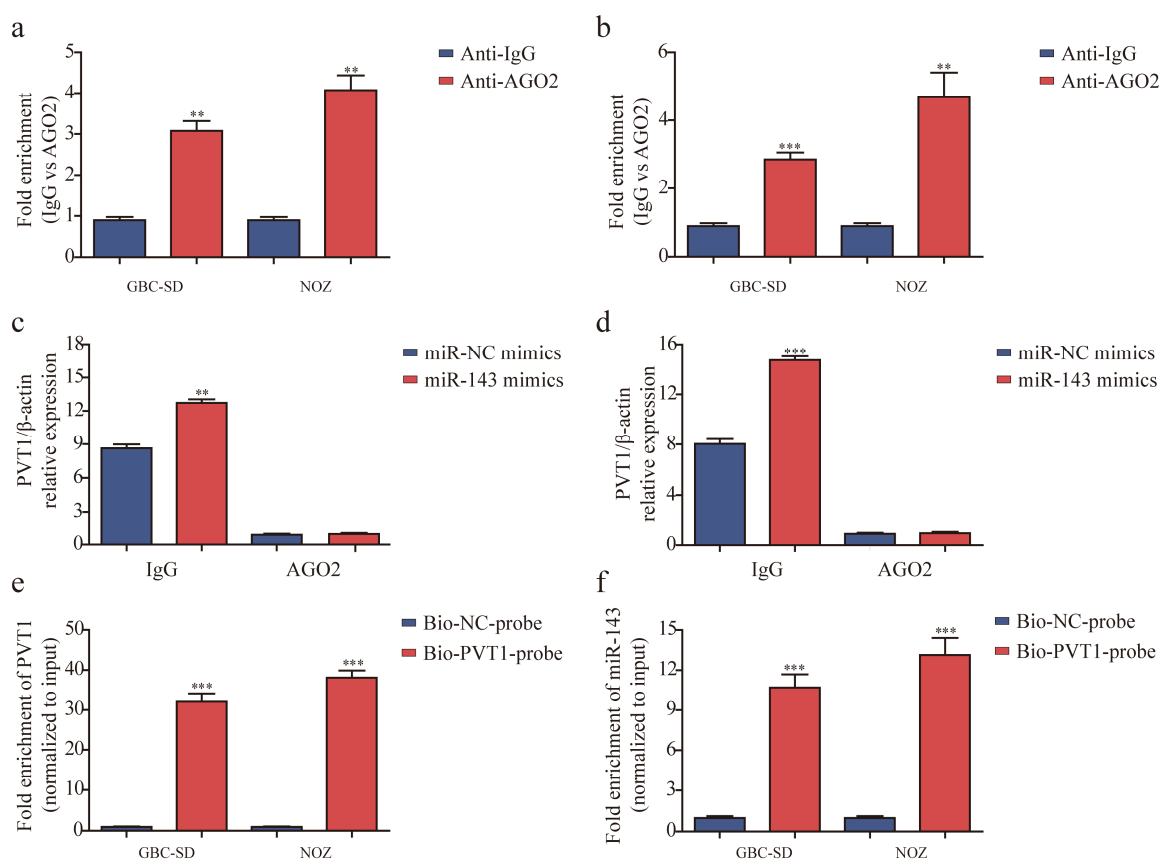 a
Fold enrichment
(IgG vs AGO2)
5
4
3
2
1
0
**
**
GBC-SD
NOZ
Anti-IgG
Anti-AGO2
b
Fold enrichment
(IgG vs AGO2)
6
4
2
0
***
**
GBC-SD
NOZ
Anti-IgG
Anti-AGO2
c
PVT1/β-actin
relative expression
18
15
12
9
6
3
0
**
IgG
AGO2
miR-NC mimics
miR-143 mimics
d
PVT1/β-actin
relative expression
16
12
8
4
0
***
IgG
AGO2
miR-NC mimics
miR-143 mimics
e
Fold enrichment of PVT1
(normalized to input)
50
40
30
20
10
0
***
***
GBC-SD
NOZ
Bio-NC-probe
Bio-PVT1-probe
f
Fold enrichment of miR-143
(normalized to input)
15
12
9
6
3
0
***
***
GBC-SD
NOZ
Bio-NC-probe
Bio-PVT1-probe